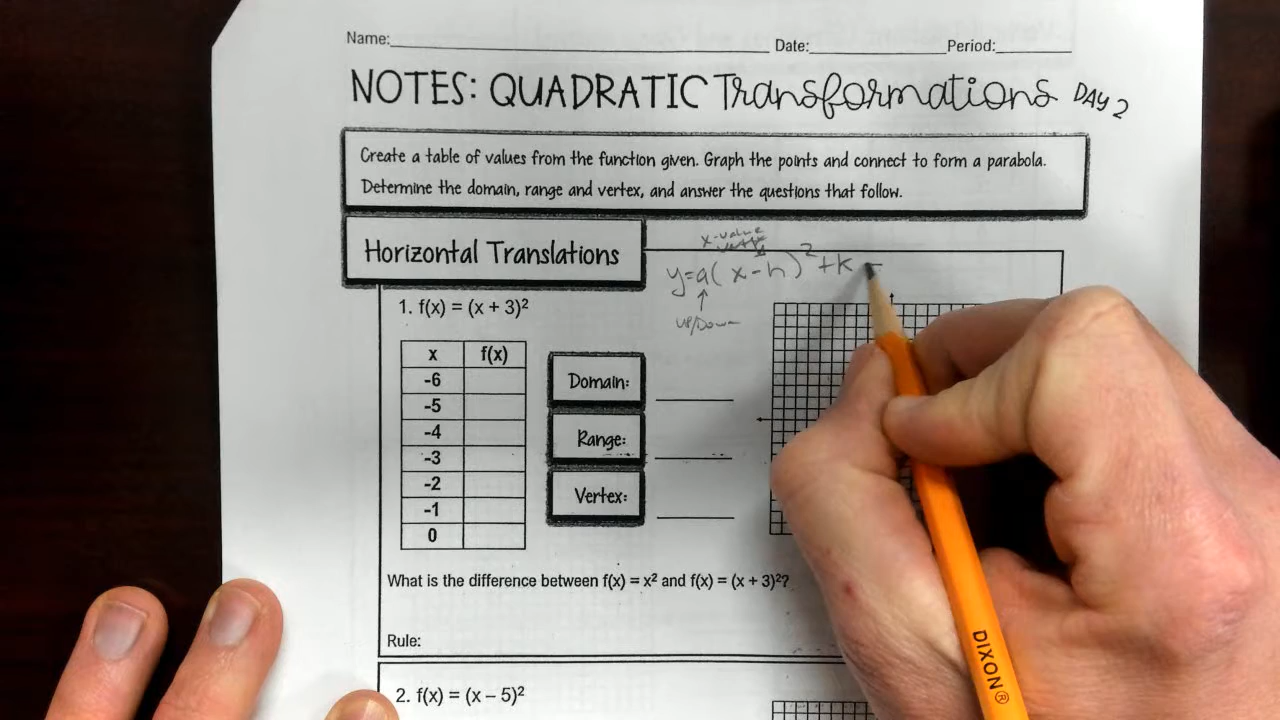 Name: Date: Period:
NOTES: QUADRATIC Transformations DAY 2
Create a table of values from the function given. Graph the points and connect to form a parabola.
Determine the domain, range and vertex, and answer the questions that follow.
Horizontal Translations
x-value
y=a(x-h)²+k
UP/Down
1. f(x) = (x + 3)²
x f(x)
-6
-5
-4
-3
-2
-1
0
Domain:
Range:
Vertex:
What is the difference between f(x) = x² and f(x) = (x + 3)²?
Rule:
2. f(x) = (x – 5)²
DIXON®